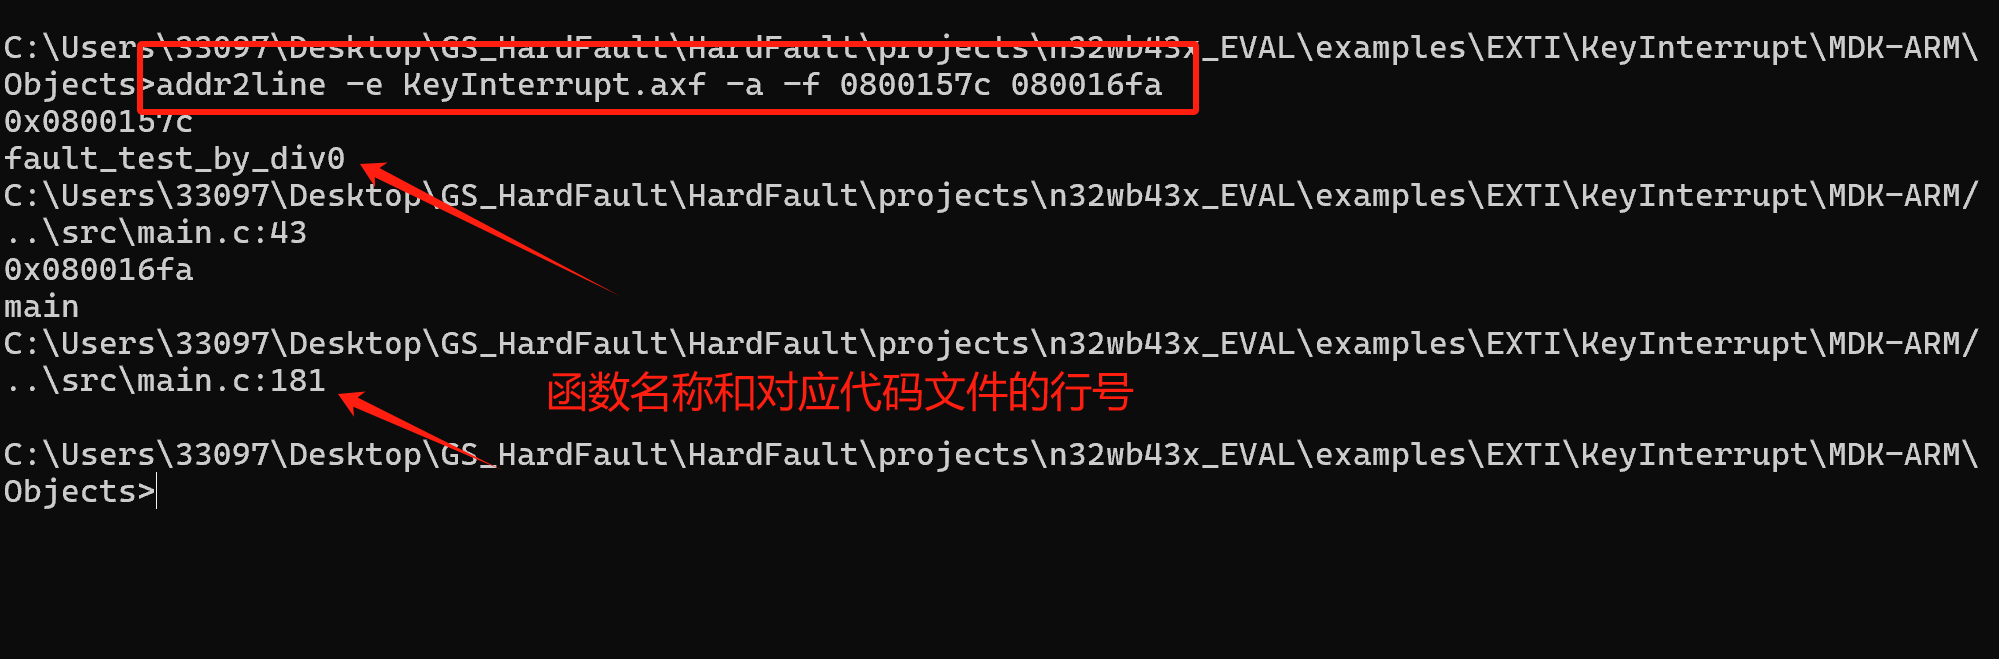 C:\Users\33097\Desktop\GS_HardFault\HardFault\projects\n32wb43x_EVAL\examples\EXTI\KeyInterrupt\MDK-ARM\
Objects>addr2line -e KeyInterrupt.axf -a -f 0800157c 080016fa
0x0800157c
fault_test_by_div0
C:\Users\33097\Desktop\GS_HardFault\HardFault\projects\n32wb43x_EVAL\examples\EXTI\KeyInterrupt\MDK-ARM/
..\src\main.c:43
0x080016fa
main
C:\Users\33097\Desktop\GS_HardFault\HardFault\projects\n32wb43x_EVAL\examples\EXTI\KeyInterrupt\MDK-ARM/
..\src\main.c:181
函数名称和对应代码文件的行号
C:\Users\33097\Desktop\GS_HardFault\HardFault\projects\n32wb43x_EVAL\examples\EXTI\KeyInterrupt\MDK-ARM\
Objects>